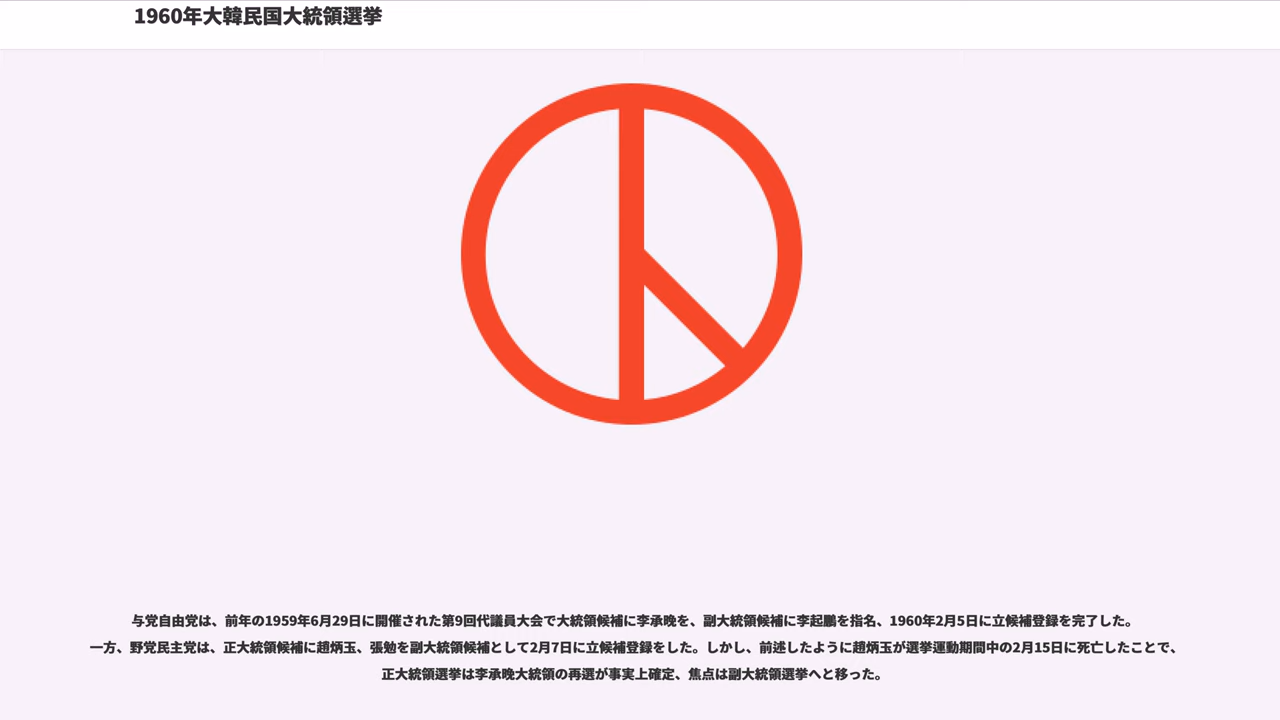 1960年大韓民国大統領選挙
与党自由党は、前年の1959年6月29日に開催された第9回代議員大会で大統領候補に李承晩を、副大統領候補に李起鵬を指名、1960年2月5日に立候補登録を完了した。
一方、野党民主党は、正大統領候補に趙炳玉、張勉を副大統領候補として2月7日に立候補登録をした。しかし、前述したように趙炳玉が選挙運動期間中の2月15日に死亡したことで、
正大統領選挙は李承晩大統領の再選が事実上確定、焦点は副大統領選挙へと移った。